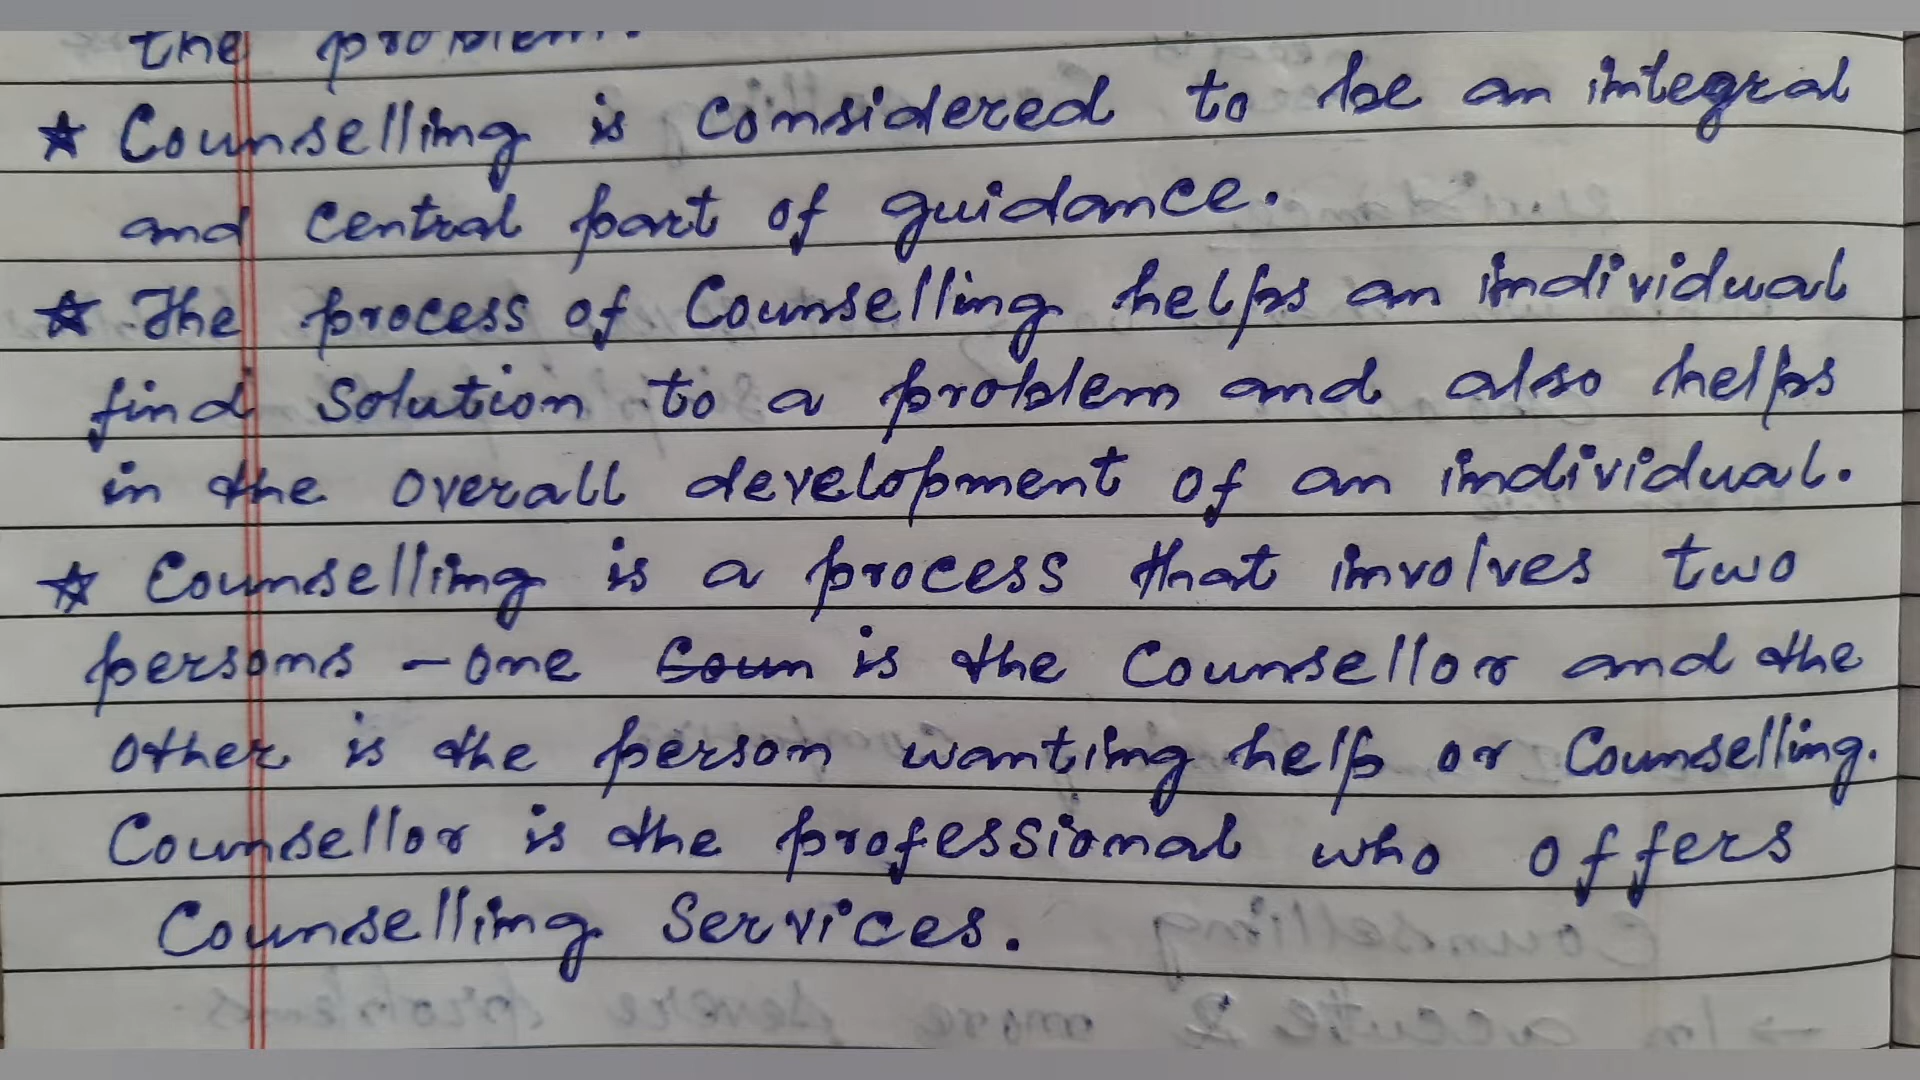 the problem.
☆ Counselling is considered to be an integral
and central part of guidance.
☆ The process of Counselling helps an individual
find solution to a problem and also helps
in the overall development of an individual.
☆ Counselling is a process that involves two
persons - one Coun is the Counsellor and the
other is the person wanting help or Counselling.
Counsellor is the professional who offers
Counselling Services.